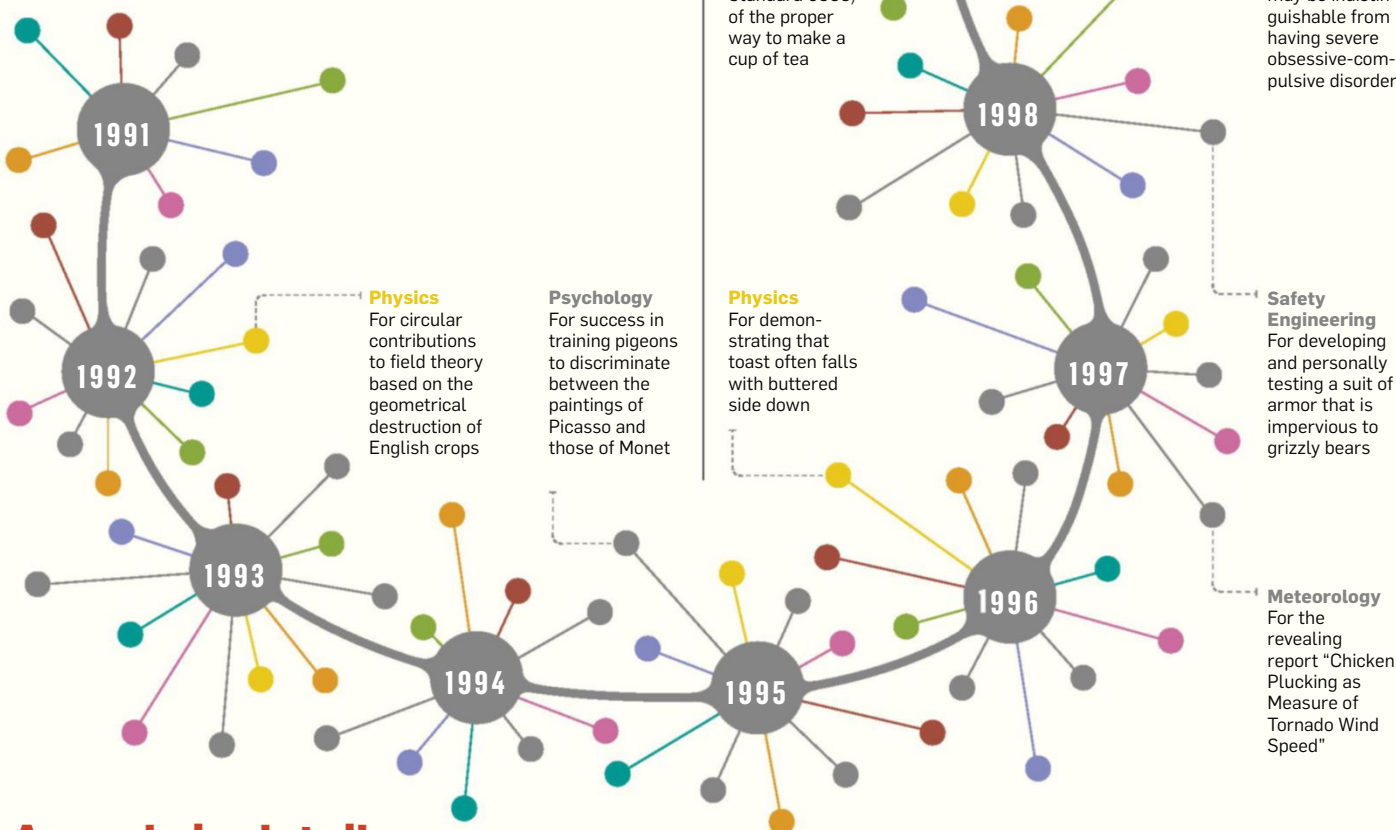 of the proper
way to make a
cup of tea
guishable from
having severe
obsessive-com-
pulsive disorder
1991
1998
1992
Physics
For circular
contributions
to field theory
based on the
geometrical
destruction of
English crops
Psychology
For success in
training pigeons
to discriminate
between the
paintings of
Picasso and
those of Monet
Physics
For demon-
strating that
toast often falls
with buttered
side down
1997
Safety
Engineering
For developing
and personally
testing a suit of
armor that is
impervious to
grizzly bears
1993
1994
1995
1996
Meteorology
For the
revealing
report “Chicken
Plucking as
Measure of
Tornado Wind
Speed”